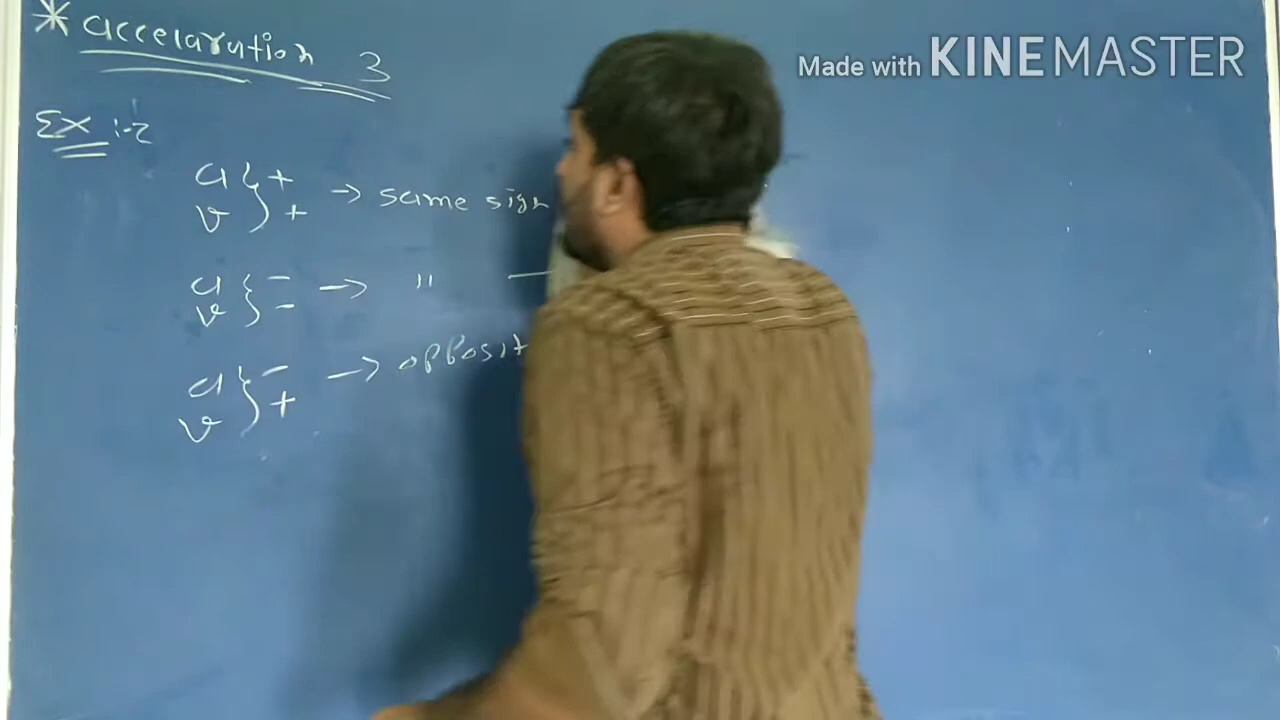 * accelaration 3
Made with KINEMASTER
Ex :-
a } +
v } + → same sign
a } -
v } - → " —
a } -
v } + → opposit